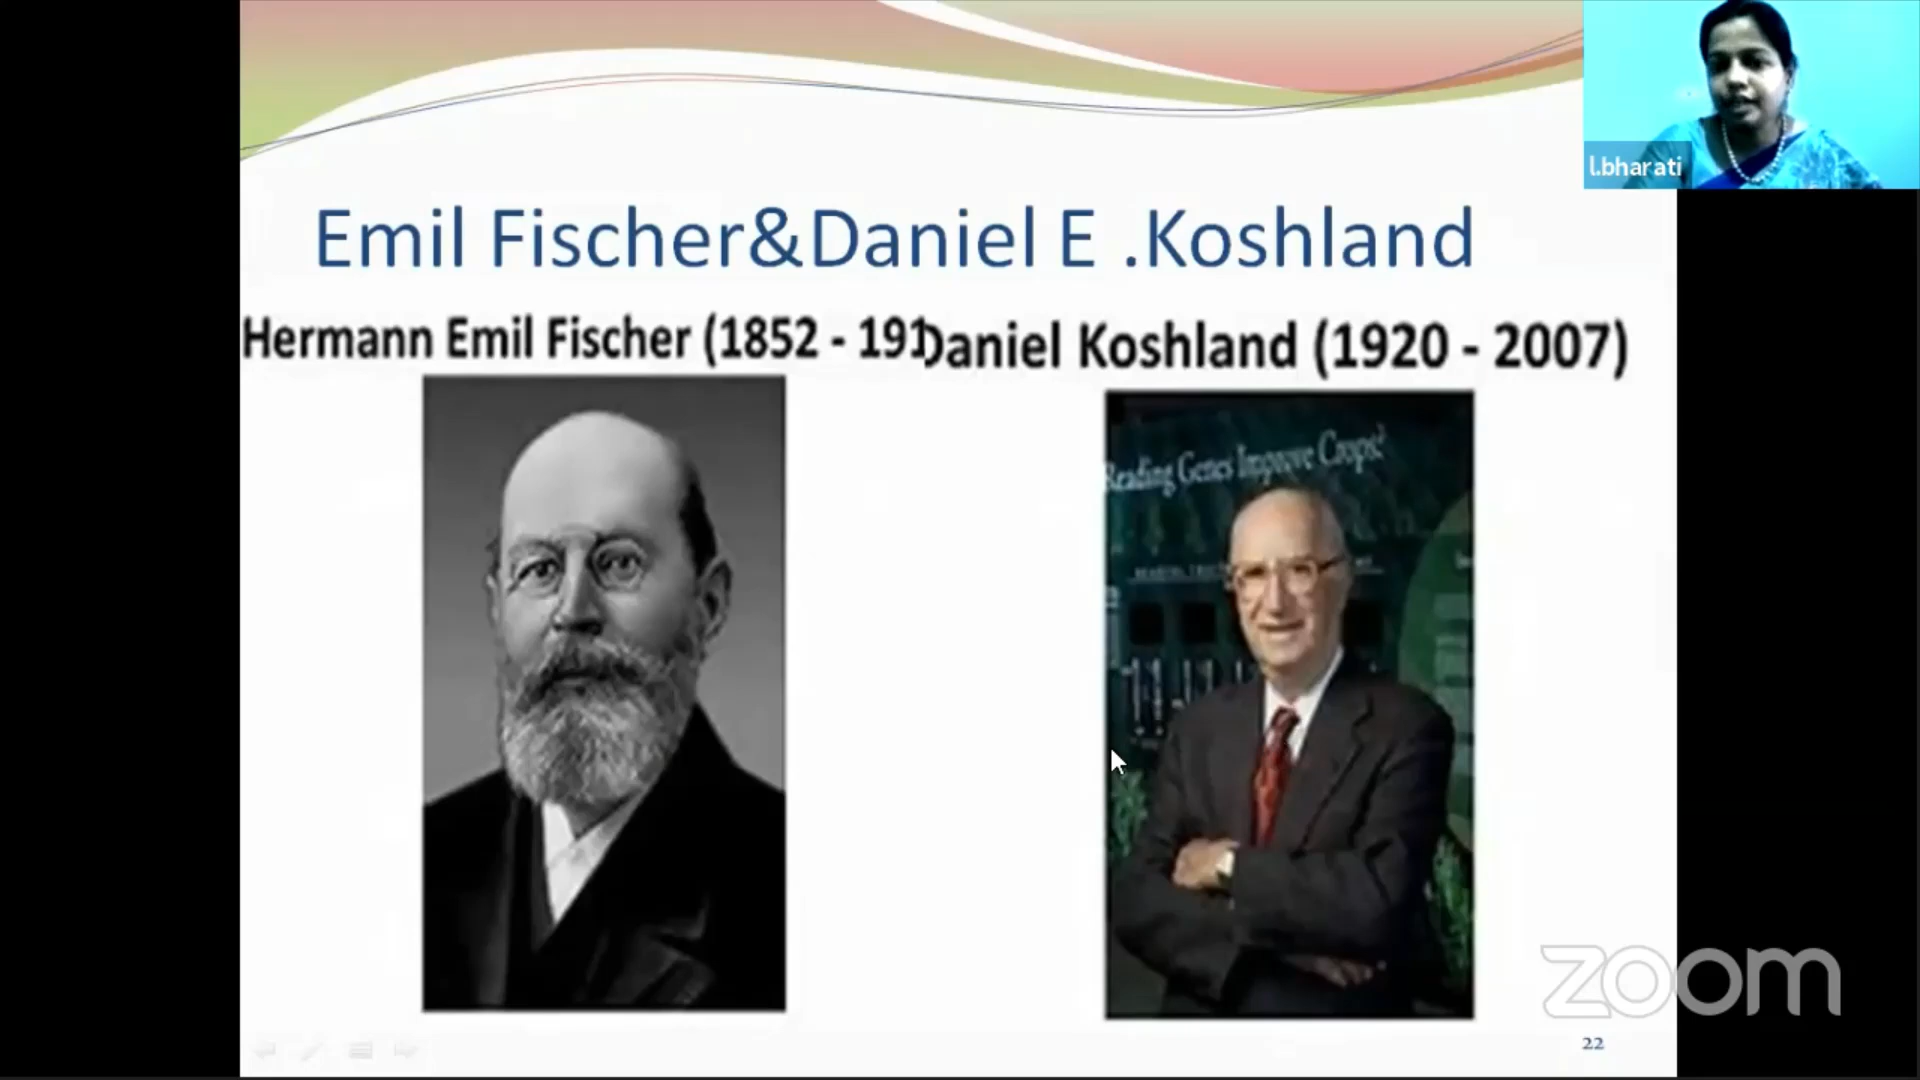 l.bharati
Emil Fischer&Daniel E .Koshland
Hermann Emil Fischer (1852 - 191
Daniel Koshland (1920 - 2007)
Reading Genes Improve Crops?
zoom
22